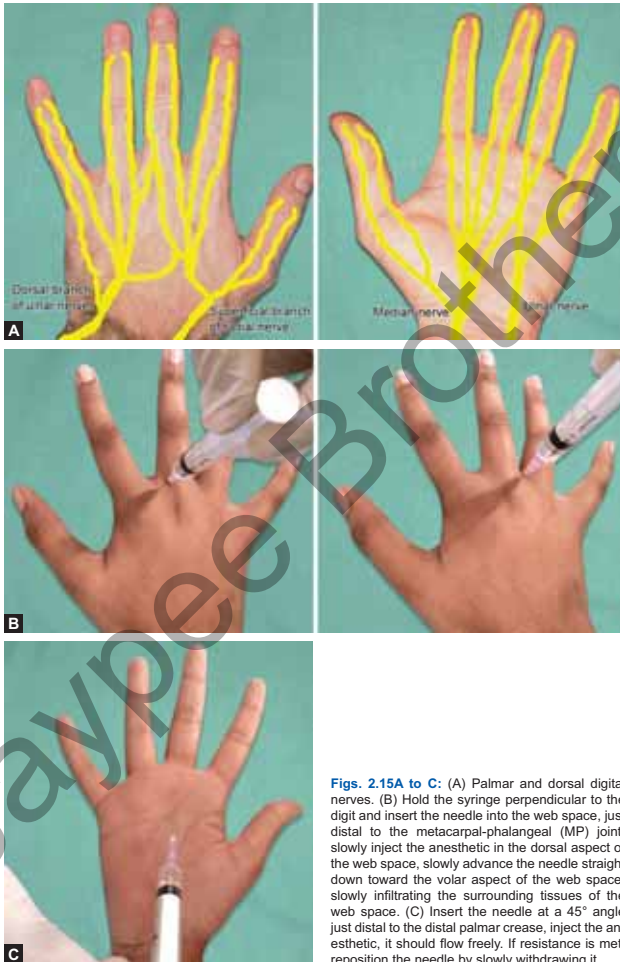 Dorsal branch
of ulnar nerve
Superficial branch
of radial nerve
Median nerve
Ulnar nerve
A
B
C
Figs. 2.15A to C: (A) Palmar and dorsal digita
nerves. (B) Hold the syringe perpendicular to the
digit and insert the needle into the web space, jus
distal to the metacarpal-phalangeal (MP) joint
slowly inject the anesthetic in the dorsal aspect o
the web space, slowly advance the needle straigh
down toward the volar aspect of the web space
slowly infiltrating the surrounding tissues of the
web space. (C) Insert the needle at a 45° angle
just distal to the distal palmar crease, inject the an
esthetic, it should flow freely. If resistance is met
reposition the needle by slowly withdrawing it
Jaypee Brother